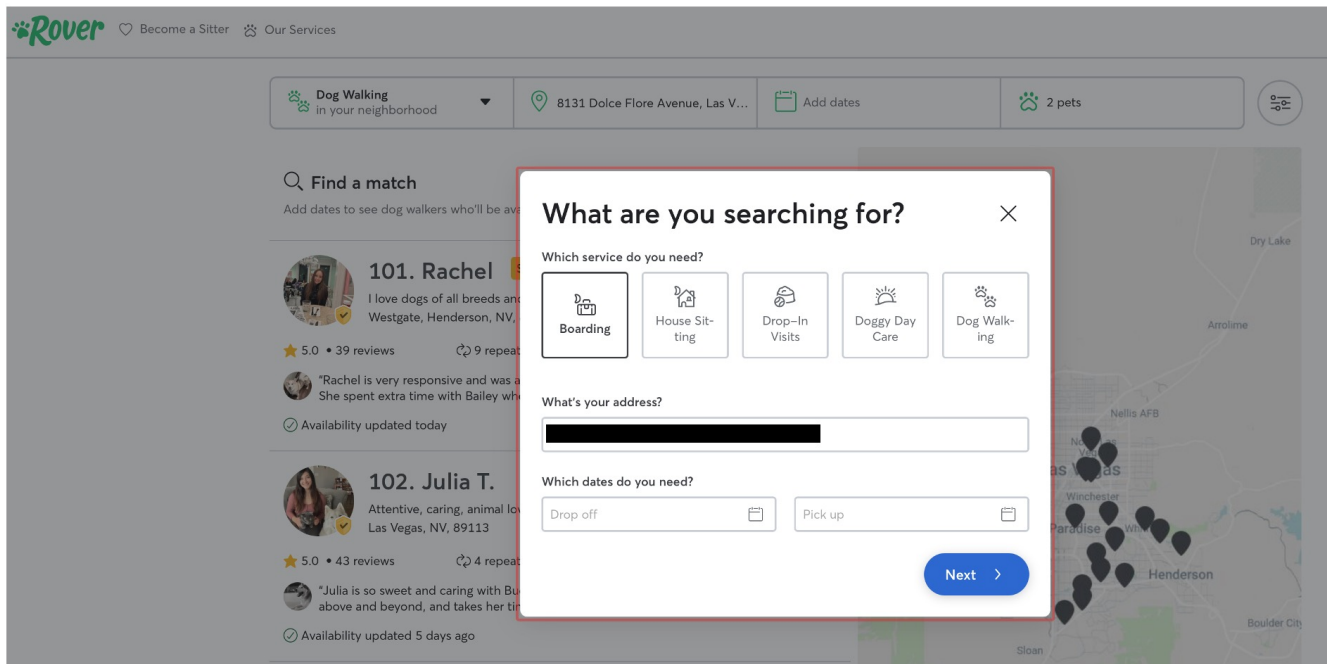 Rover
Become a Sitter
Our Services
Dog Walking
in your neighborhood
8131 Dolce Flore Avenue, Las V...
Add dates
2 pets
Find a match
Add dates to see dog walkers who'll be
What are you searching for?
Which service do you need?
Boarding
House Sit-
ting
Drop-In
Visits
Doggy Day
Care
Dog Walk-
ing
What's your address?
Which dates do you need?
Drop off
Pick up
Next
101. Rachel
I love dogs of all breeds
Westgate, Henderson, NV,
5.0 • 39 reviews
9 repeat
"Rachel is very responsive and was
She spent extra time with Bailey
Availability updated today
102. Julia T.
Attentive, caring, animal
Las Vegas, NV, 89113
5.0 • 43 reviews
4 repeat
"Julia is so sweet and caring with
above and beyond, and takes her
Availability updated 5 days ago
Dry Lake
Arrolime
Nellis AFB
Winchester
Paradise
Henderson
Boulder City
Sloan